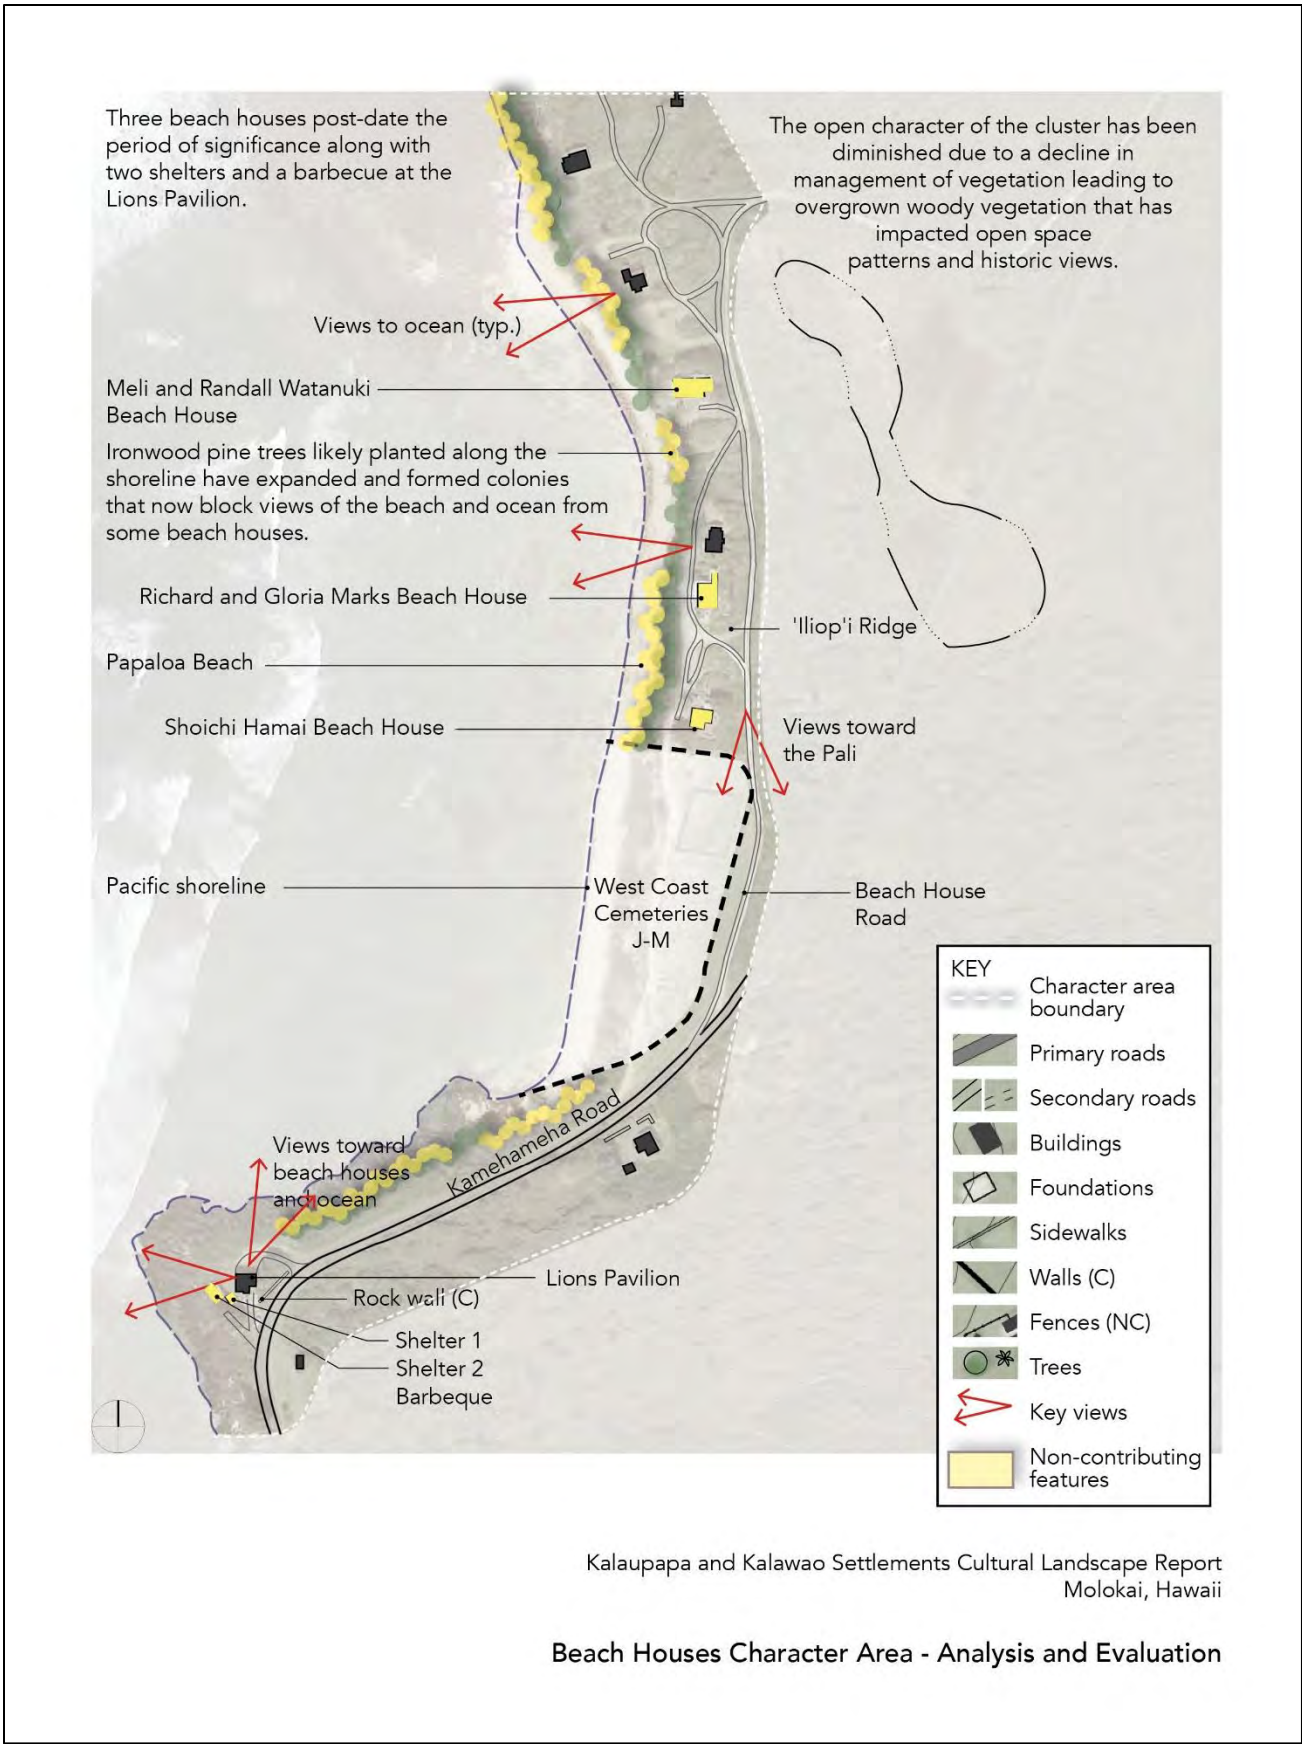 Three beach houses post-date the
period of significance along with
two shelters and a barbecue at the
Lions Pavilion.
The open character of the cluster has been
diminished due to a decline in
management of vegetation leading to
overgrown woody vegetation that has
impacted open space
patterns and historic views.
Views to ocean (typ.)
Meli and Randall Watanuki
Beach House
Ironwood pine trees likely planted along the
shoreline have expanded and formed colonies
that now block views of the beach and ocean from
some beach houses.
Richard and Gloria Marks Beach House
'Iliop'i Ridge
Papaloa Beach
Shoichi Hamai Beach House
Views toward
the Pali
Pacific shoreline
West Coast
Cemeteries
J-M
Beach House
Road
Kamehameha Road
Views toward
beach houses
and ocean
Lions Pavilion
Rock wall (C)
Shelter 1
Shelter 2
Barbeque
KEY
Character area
boundary
Primary roads
Secondary roads
Buildings
Foundations
Sidewalks
Walls (C)
Fences (NC)
Trees
Key views
Non-contributing
features
Kalaupapa and Kalawao Settlements Cultural Landscape Report
Molokai, Hawaii
Beach Houses Character Area - Analysis and Evaluation